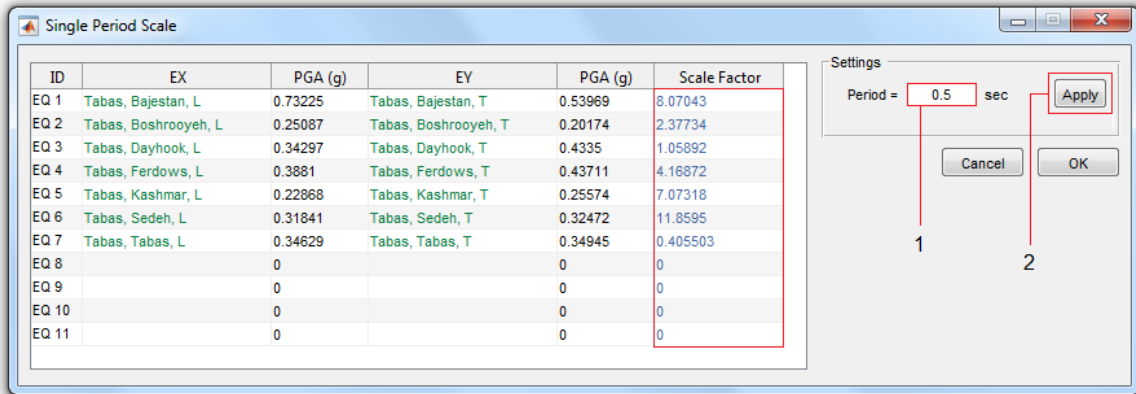 Single Period Scale
ID EX PGA (g) EY PGA (g) Scale Factor
EQ 1 Tabas, Bajestan, L 0.73225 Tabas, Bajestan, T 0.53969 8.07043
EQ 2 Tabas, Boshrooyeh, L 0.25087 Tabas, Boshrooyeh, T 0.20174 2.37734
EQ 3 Tabas, Dayhook, L 0.34297 Tabas, Dayhook, T 0.4335 1.05892
EQ 4 Tabas, Ferdows, L 0.3881 Tabas, Ferdows, T 0.43711 4.16872
EQ 5 Tabas, Kashmar, L 0.22868 Tabas, Kashmar, T 0.25574 7.07318
EQ 6 Tabas, Sedeh, L 0.31841 Tabas, Sedeh, T 0.32472 11.8595
EQ 7 Tabas, Tabas, L 0.34629 Tabas, Tabas, T 0.34945 0.405503
EQ 8 0 0 0
EQ 9 0 0 0
EQ 10 0 0 0
EQ 11 0 0 0
Settings
Period = 0.5 sec Apply
Cancel OK
1
2